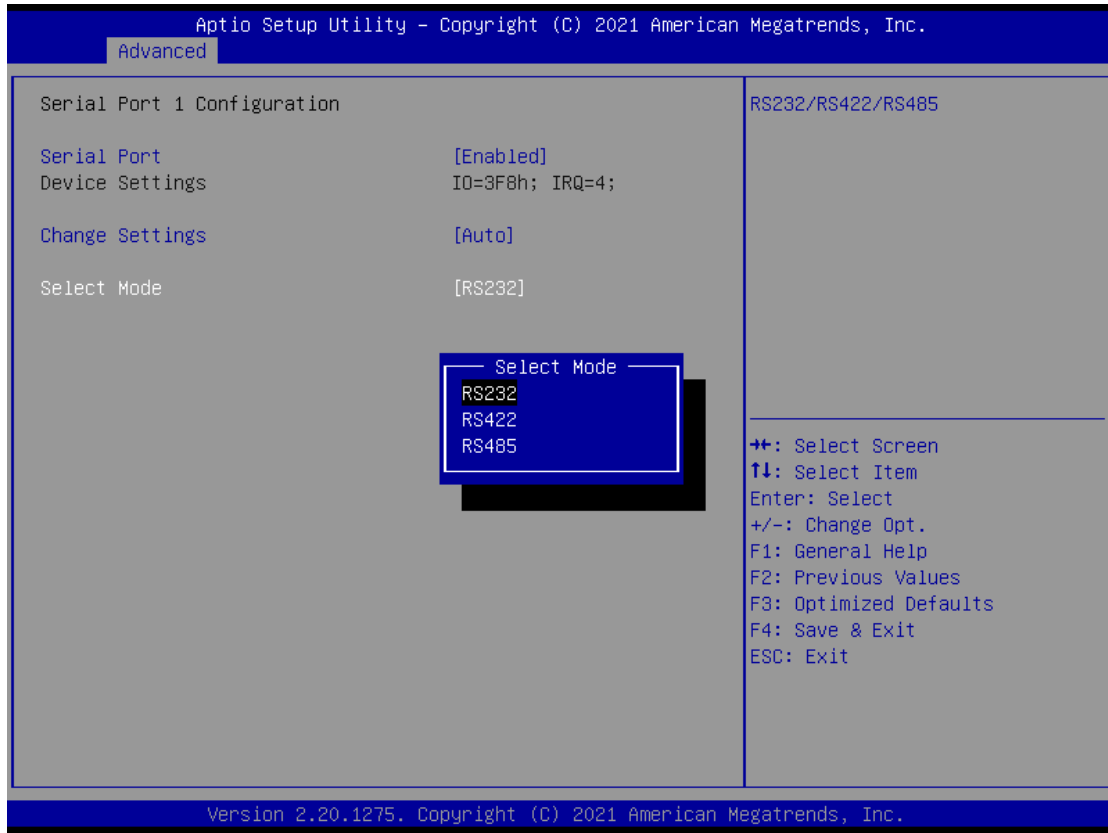 Aptio Setup Utility – Copyright (C) 2021 American Megatrends, Inc.
Advanced
Serial Port 1 Configuration
Serial Port [Enabled]
Device Settings IO=3F8h; IRQ=4;
Change Settings [Auto]
Select Mode [RS232]
Select Mode
RS232
RS422
RS485
RS232/RS422/RS485
→←: Select Screen
↑↓: Select Item
Enter: Select
+/-: Change Opt.
F1: General Help
F2: Previous Values
F3: Optimized Defaults
F4: Save & Exit
ESC: Exit
Version 2.20.1275. Copyright (C) 2021 American Megatrends, Inc.